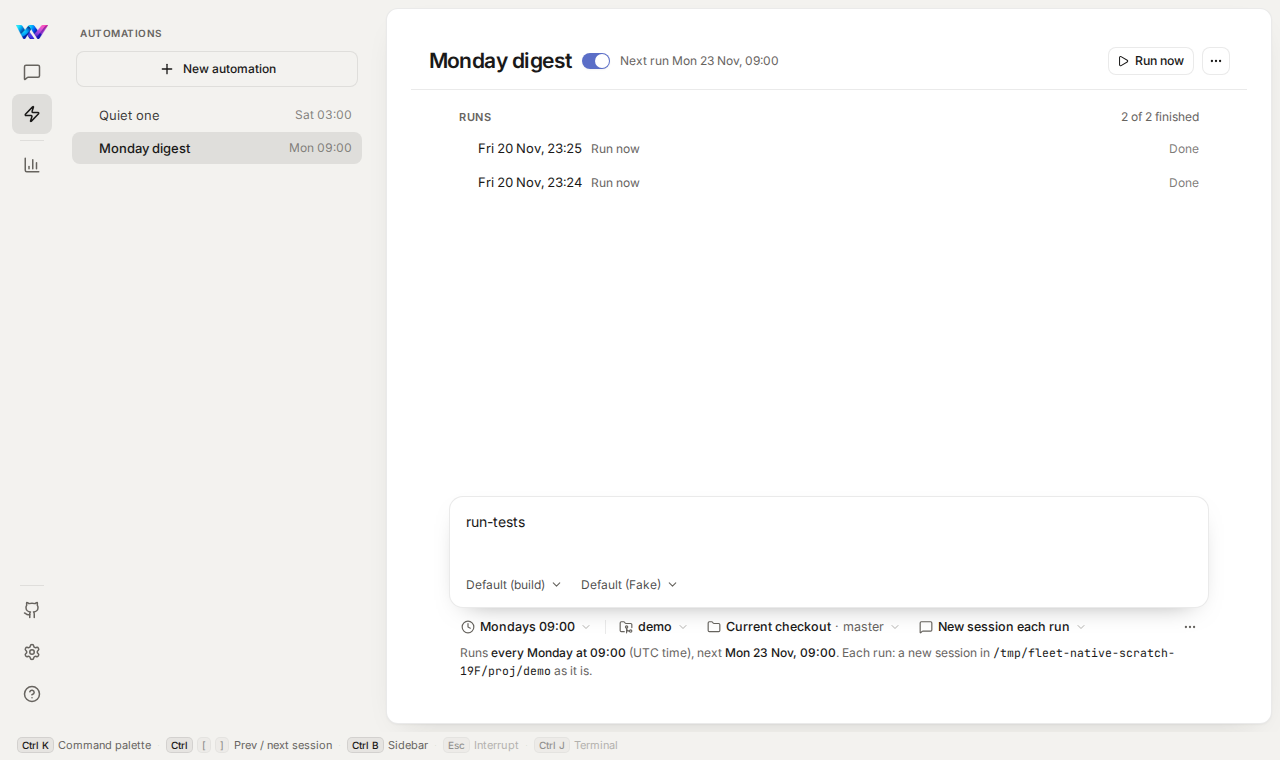 AUTOMATIONS
New automation
Quiet one Sat 03:00
Monday digest Mon 09:00
Monday digest Next run Mon 23 Nov, 09:00 Run now
RUNS 2 of 2 finished
Fri 20 Nov, 23:25 Run now Done
Fri 20 Nov, 23:24 Run now Done
run-tests
Default (build) Default (Fake)
Mondays 09:00 demo Current checkout · master New session each run
Runs every Monday at 09:00 (UTC time), next Mon 23 Nov, 09:00. Each run: a new session in /tmp/fleet-native-scratch-
19F/proj/demo as it is.
Ctrl K Command palette Ctrl [ ] Prev / next session Ctrl B Sidebar Esc Interrupt Ctrl J Terminal